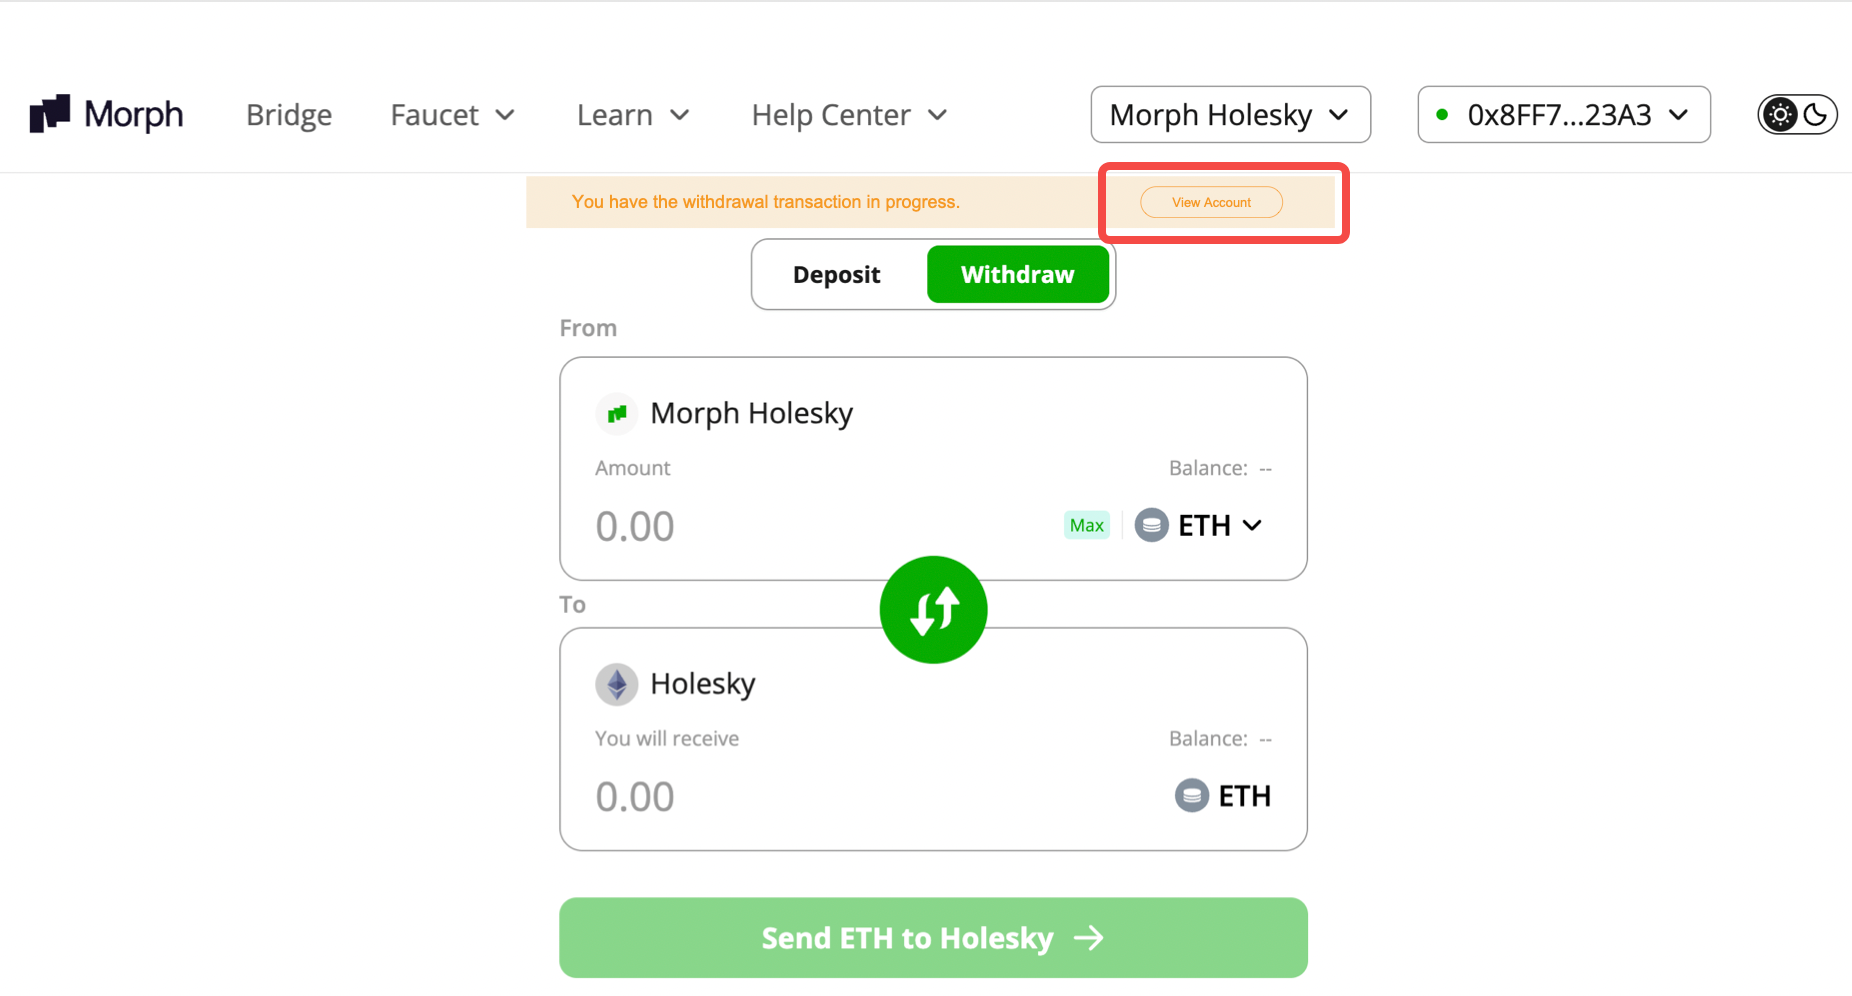 Morph Bridge Faucet Learn Help Center Morph Holesky 0x8FF7...23A3
You have the withdrawal transaction in progress. View Account
Deposit Withdraw
From
Morph Holesky
Amount Balance: --
0.00 Max ETH
To
Holesky
You will receive Balance: --
0.00 ETH
Send ETH to Holesky →